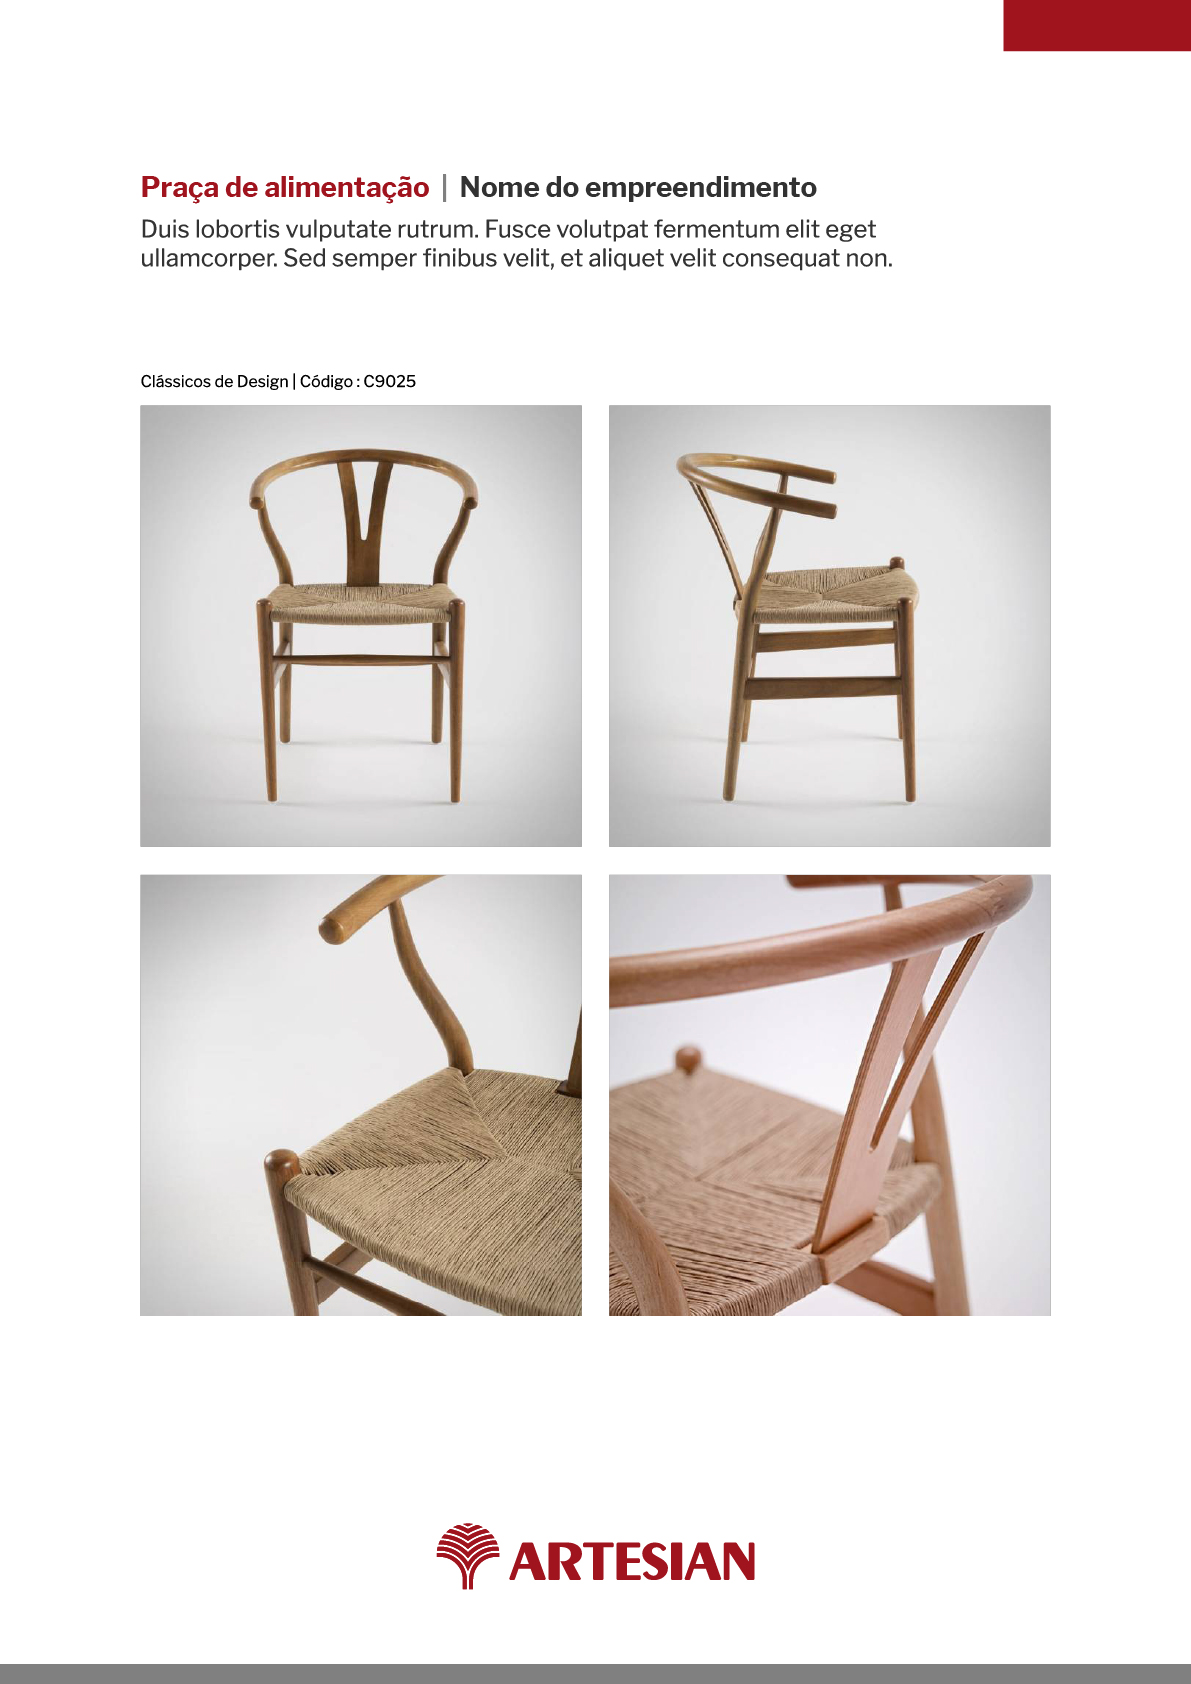 Praça de alimentação | Nome do empreendimento
Duis lobortis vulputate rutrum. Fusce volutpat fermentum elit eget
ullamcorper. Sed semper finibus velit, et aliquet velit consequat non.
Clássicos de Design | Código : C9025
ARTESIAN